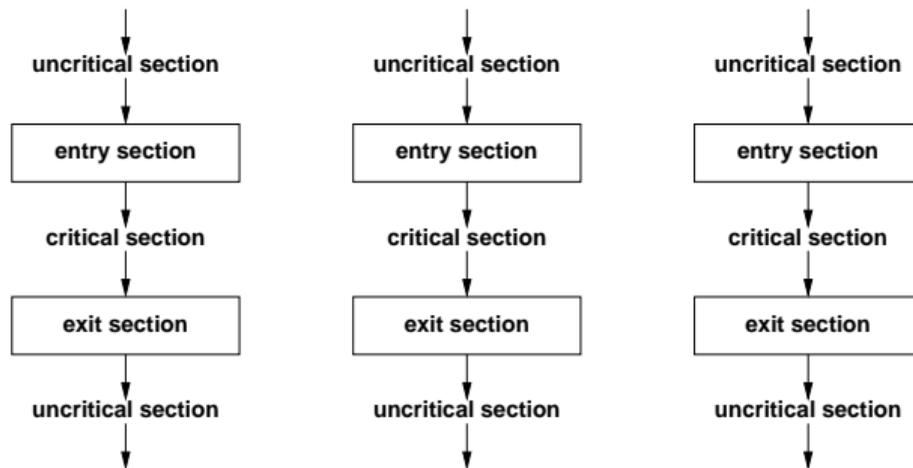 uncritical section uncritical section uncritical section
entry section entry section entry section
critical section critical section critical section
exit section exit section exit section
uncritical section uncritical section uncritical section